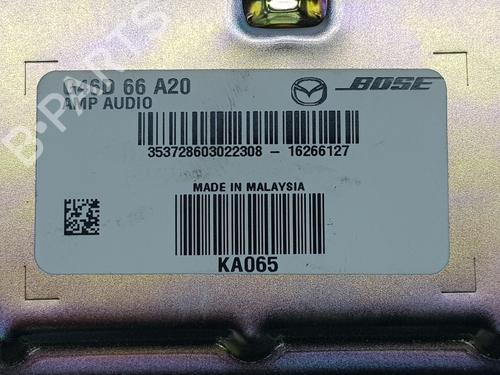 G46D 66 A20
BOSE
AMP AUDIO
353728603022308 - 16266127
MADE IN MALAYSIA
KA065
B-PARTS